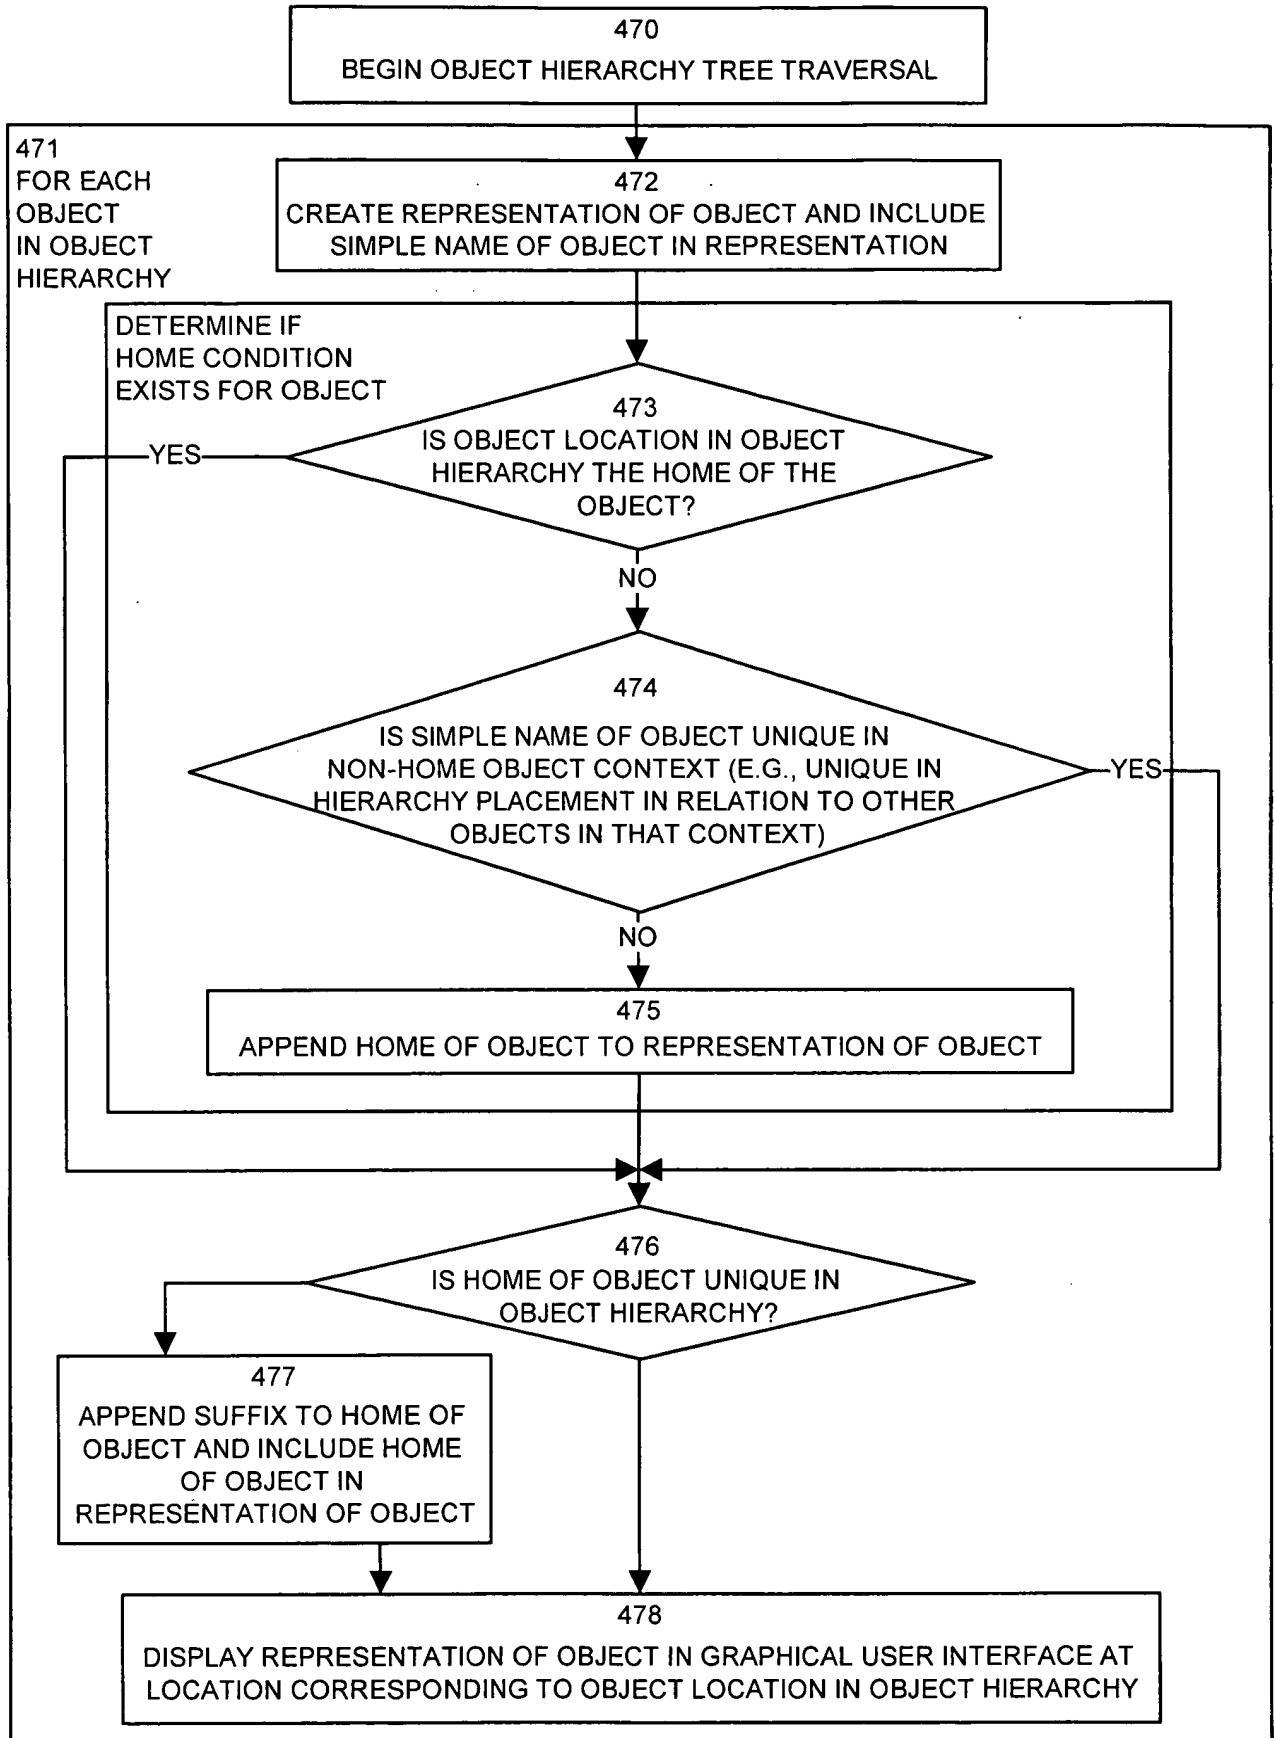 470
BEGIN OBJECT HIERARCHY TREE TRAVERSAL
471
FOR EACH
OBJECT
IN OBJECT
HIERARCHY
472
CREATE REPRESENTATION OF OBJECT AND INCLUDE
SIMPLE NAME OF OBJECT IN REPRESENTATION
DETERMINE IF
HOME CONDITION
EXISTS FOR OBJECT
473
IS OBJECT LOCATION IN OBJECT
HIERARCHY THE HOME OF THE
OBJECT?
YES
NO
474
IS SIMPLE NAME OF OBJECT UNIQUE IN
NON-HOME OBJECT CONTEXT (E.G., UNIQUE IN
HIERARCHY PLACEMENT IN RELATION TO OTHER
OBJECTS IN THAT CONTEXT)
YES
NO
475
APPEND HOME OF OBJECT TO REPRESENTATION OF OBJECT
476
IS HOME OF OBJECT UNIQUE IN
OBJECT HIERARCHY?
477
APPEND SUFFIX TO HOME OF
OBJECT AND INCLUDE HOME
OF OBJECT IN
REPRESENTATION OF OBJECT
478
DISPLAY REPRESENTATION OF OBJECT IN GRAPHICAL USER INTERFACE AT
LOCATION CORRESPONDING TO OBJECT LOCATION IN OBJECT HIERARCHY